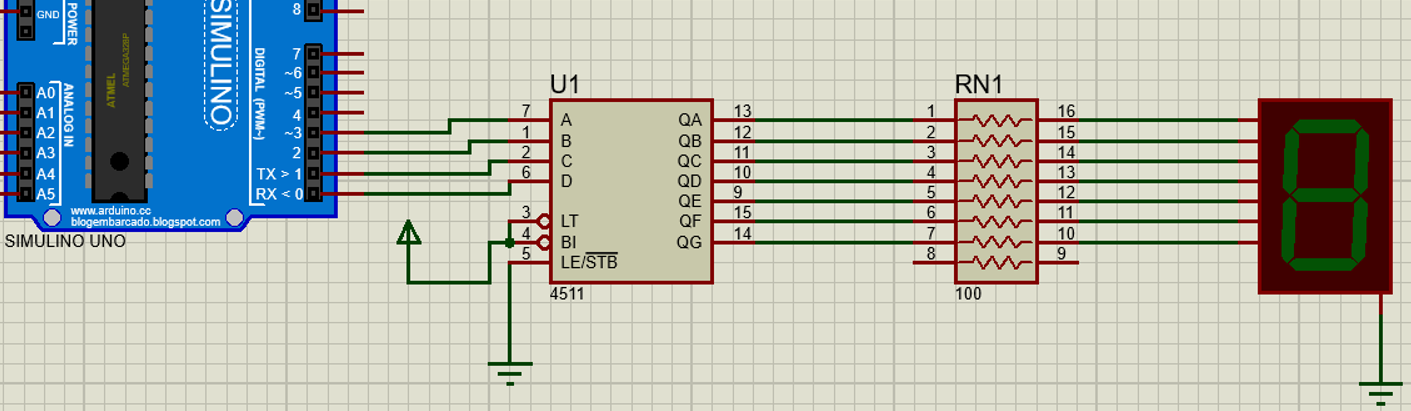 GND
POWER
A0
A1
A2
A3
A4
A5
ANALOG IN
ATMEL
ATMEGA328P
SIMULINO
DIGITAL (PWM~)
8
7
~6
~5
4
~3
2
TX > 1
RX < 0
www.arduino.cc
blogembarcado.blogspot.com
SIMULINO UNO
U1
7 A QA 13
1 B QB 12
2 C QC 11
6 D QD 10
QE 9
3 LT QF 15
4 BI QG 14
5 LE/STB
4511
RN1
1 16
2 15
3 14
4 13
5 12
6 11
7 10
8 9
100